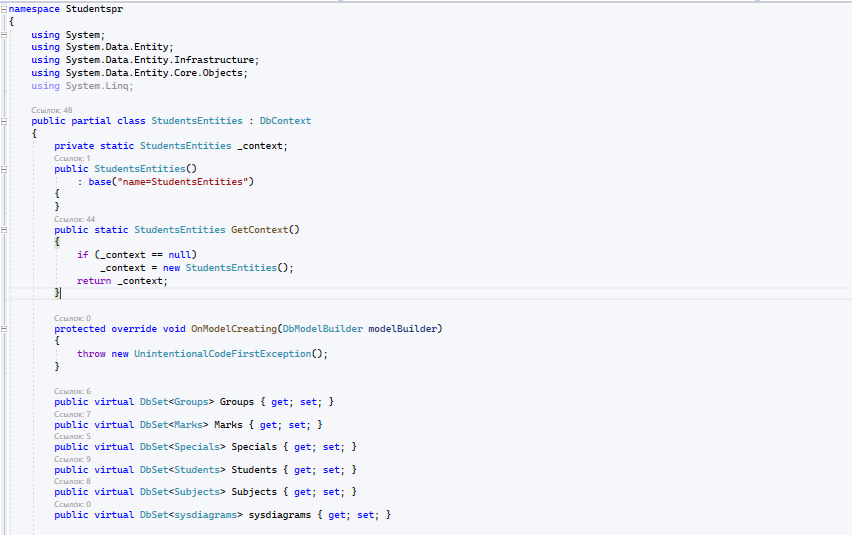 namespace Studentspr
{
using System;
using System.Data.Entity;
using System.Data.Entity.Infrastructure;
using System.Data.Entity.Core.Objects;
using System.Linq;
Ссылок: 48
public partial class StudentsEntities : DbContext
{
private static StudentsEntities _context;
Ссылок: 1
public StudentsEntities()
: base("name=StudentsEntities")
{
}
Ссылок: 44
public static StudentsEntities GetContext()
{
if (_context == null)
_context = new StudentsEntities();
return _context;
}
Ссылок: 0
protected override void OnModelCreating(DbModelBuilder modelBuilder)
{
throw new UnintentionalCodeFirstException();
}
Ссылок: 6
public virtual DbSet<Groups> Groups { get; set; }
Ссылок: 7
public virtual DbSet<Marks> Marks { get; set; }
Ссылок: 5
public virtual DbSet<Specials> Specials { get; set; }
Ссылок: 9
public virtual DbSet<Students> Students { get; set; }
Ссылок: 8
public virtual DbSet<Subjects> Subjects { get; set; }
Ссылок: 0
public virtual DbSet<sysdiagrams> sysdiagrams { get; set; }